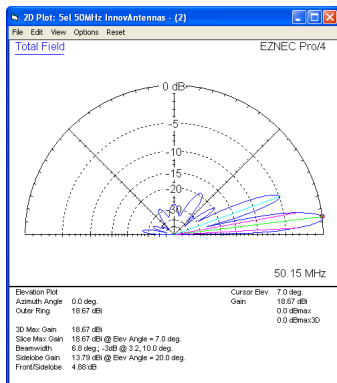 2D Plot: 5el 50MHz InnovAntennas - (2)
File Edit View Options Reset
Total Field
EZNEC Pro/4
0 dB
-5
-10
-15
-20
-30
50.15 MHz
Elevation Plot
Azimuth Angle 0.0 deg.
Outer Ring 18.67 dBi
3D Max Gain 18.67 dBi
Slice Max Gain 18.67 dBi @ Elev Angle = 7.0 deg.
Beamwidth 6.8 deg.; -3dB @ 3.2, 10.0 deg.
Sidelobe Gain 13.79 dBi @ Elev Angle = 20.0 deg.
Front/Sidelobe 4.88 dB
Cursor Elev 7.0 deg.
Gain 18.67 dBi
0.0 dBmax
0.0 dBmax3D